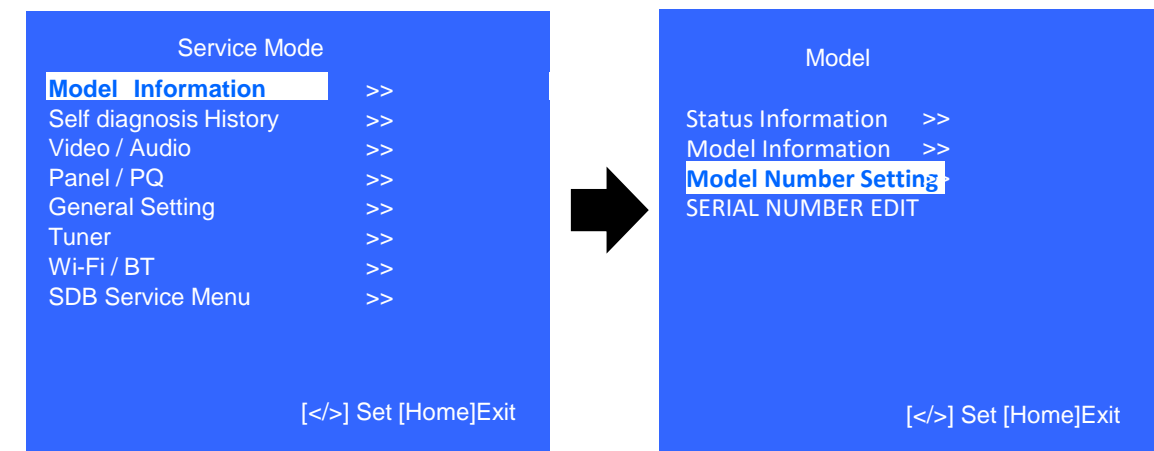 Service Mode
Model Information >>
Self diagnosis History >>
Video / Audio >>
Panel / PQ >>
General Setting >>
Tuner >>
Wi-Fi / BT >>
SDB Service Menu >>
[</>] Set [Home]Exit
Model
Status Information >>
Model Information >>
Model Number Setting >>
SERIAL NUMBER EDIT
[</>] Set [Home]Exit